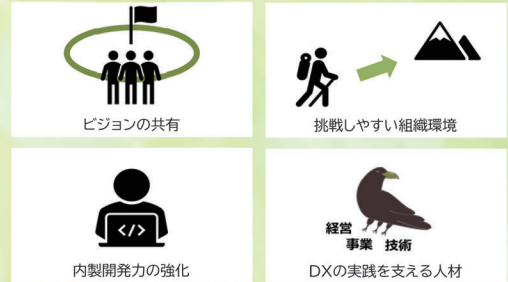 ビジョンの共有
挑戦しやすい組織環境
</>
内製開発力の強化
経営
事業 技術
DXの実践を支える人材